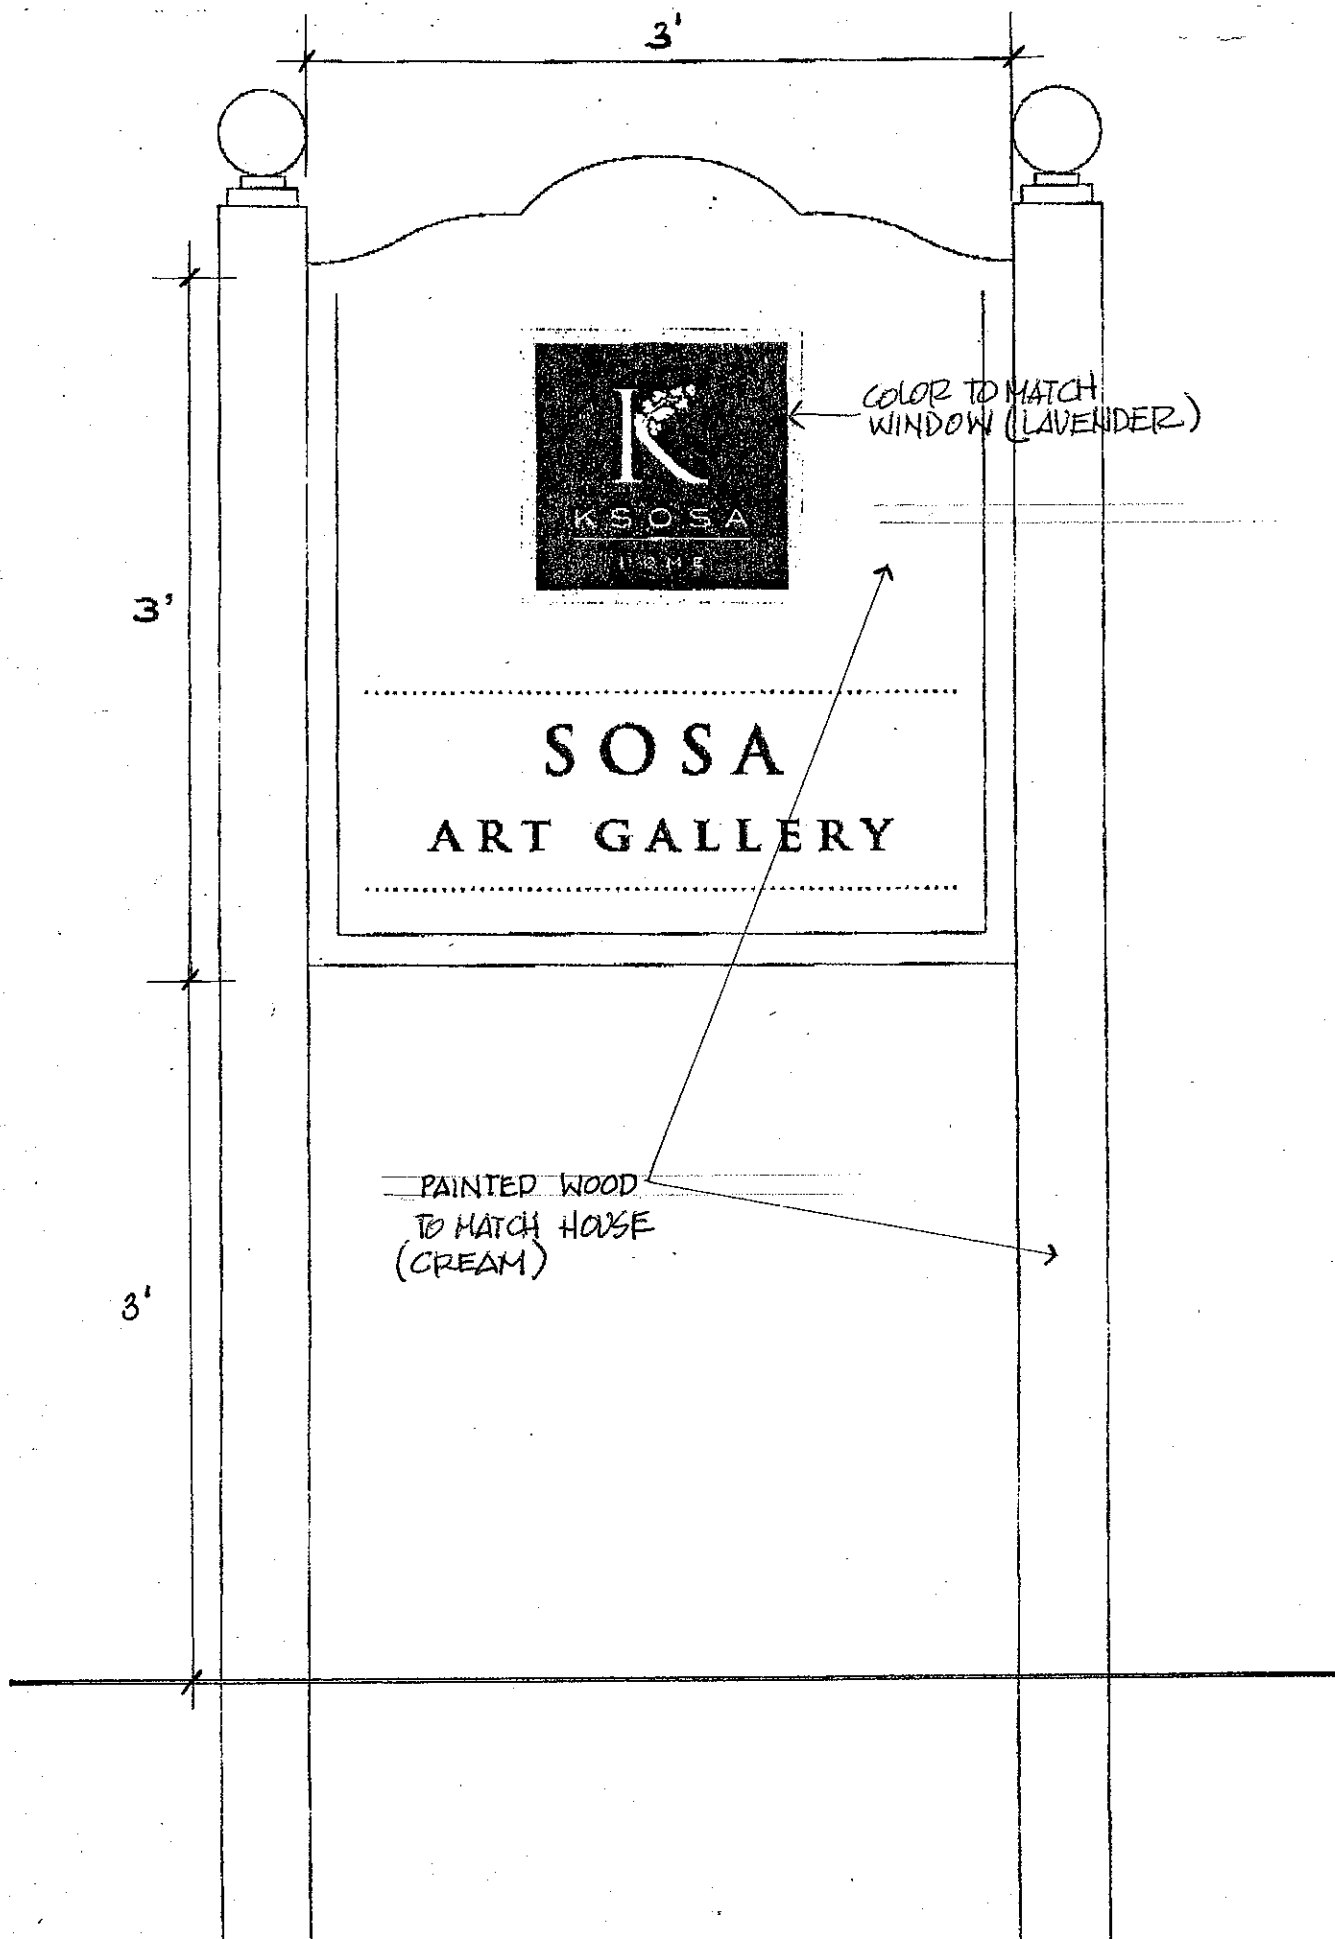 3'
K
KSOSA
HOME
COLOR TO MATCH
WINDOW (LAVENDER)
3'
SOSA
ART GALLERY
PAINTED WOOD
TO MATCH HOUSE
(CREAM)
3'